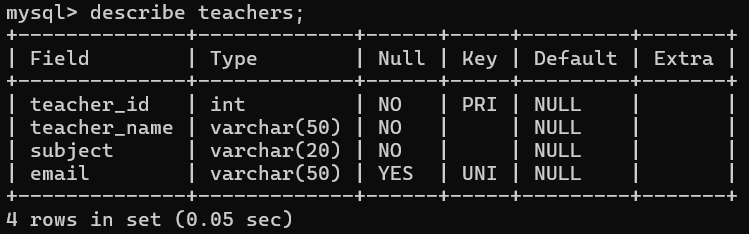 mysql> describe teachers;
+--------------+-------------+------+-----+---------+-------+
| Field        | Type        | Null | Key | Default | Extra |
+--------------+-------------+------+-----+---------+-------+
| teacher_id   | int         | NO   | PRI | NULL    |       |
| teacher_name | varchar(50) | NO   |     | NULL    |       |
| subject      | varchar(20) | NO   |     | NULL    |       |
| email        | varchar(50) | YES  | UNI | NULL    |       |
+--------------+-------------+------+-----+---------+-------+
4 rows in set (0.05 sec)